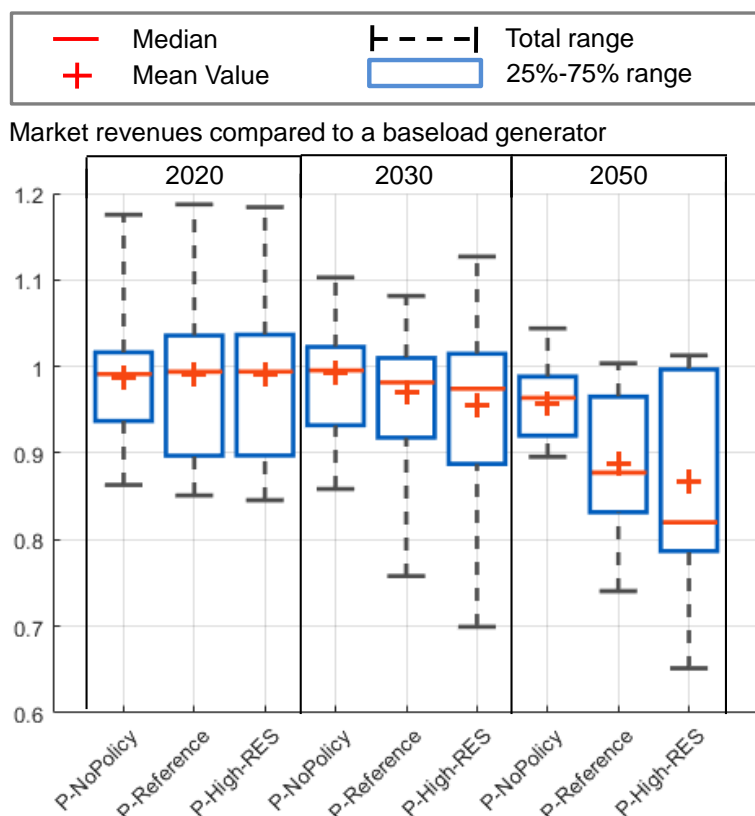 Median
Total range
Mean Value
25%-75% range
Market revenues compared to a baseload generator
2020
2030
2050
1.2
1.1
1
0.9
0.8
0.7
0.6
P-NoPolicy
P-Reference
P-High-RES
P-NoPolicy
P-Reference
P-High-RES
P-NoPolicy
P-Reference
P-High-RES